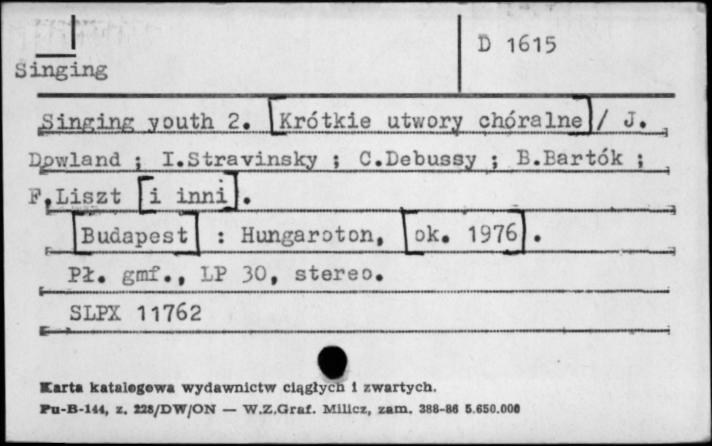 D 1615
Singing
Singing youth 2. [Krótkie utwory chóralne] / J.
Dowland ; I.Stravinsky ; C.Debussy ; B.Bartók ;
F.Liszt [i inni].
[Budapest] : Hungaroton, [ok. 1976].
Pł. gmf., LP 30, stereo.
SLPX 11762
Karta katalogowa wydawnictw ciągłych i zwartych.
Pu-B-144, z. 228/DW/ON — W.Z.Graf. Milicz, zam. 388-86 5.650.000